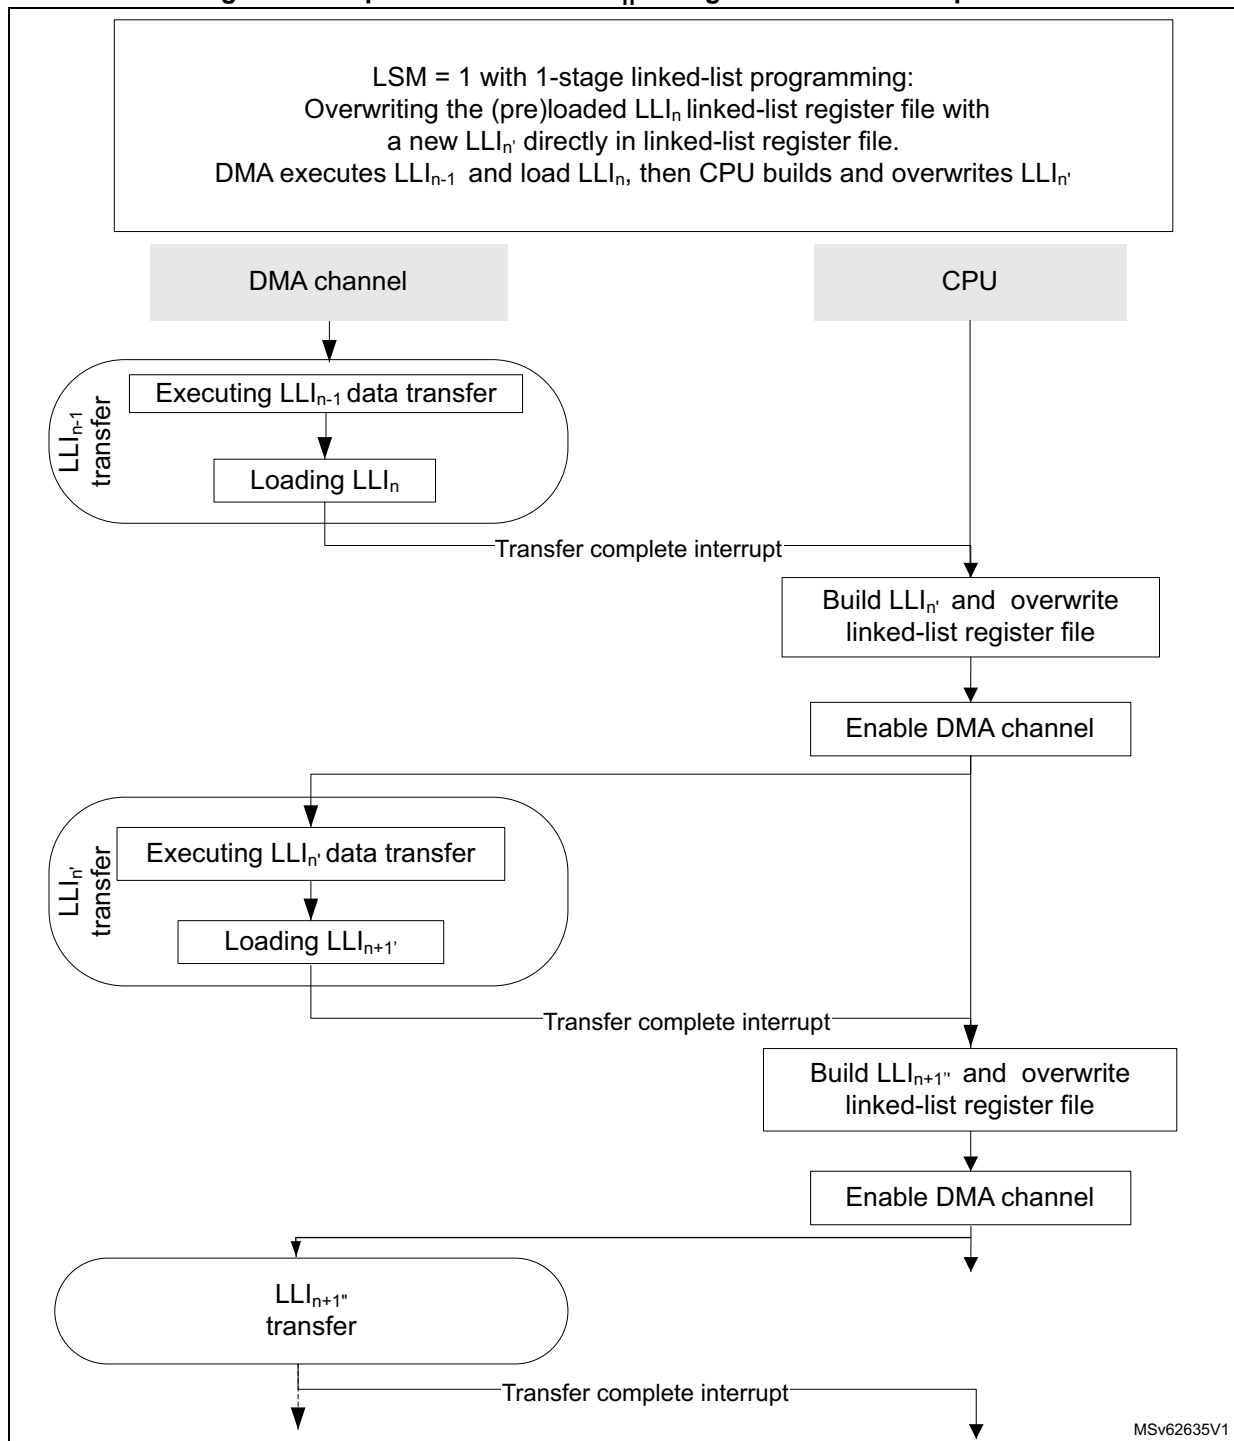 LSM = 1 with 1-stage linked-list programming:
Overwriting the (pre)loaded LLIn linked-list register file with
a new LLIn' directly in linked-list register file.
DMA executes LLIn-1 and load LLIn, then CPU builds and overwrites LLIn'
DMA channel
CPU
LLIn-1
transfer
Executing LLIn-1 data transfer
Loading LLIn
Transfer complete interrupt
Build LLIn' and overwrite
linked-list register file
Enable DMA channel
LLIn'
transfer
Executing LLIn' data transfer
Loading LLIn+1'
Transfer complete interrupt
Build LLIn+1'' and overwrite
linked-list register file
Enable DMA channel
LLIn+1"
transfer
Transfer complete interrupt
MSv62635V1